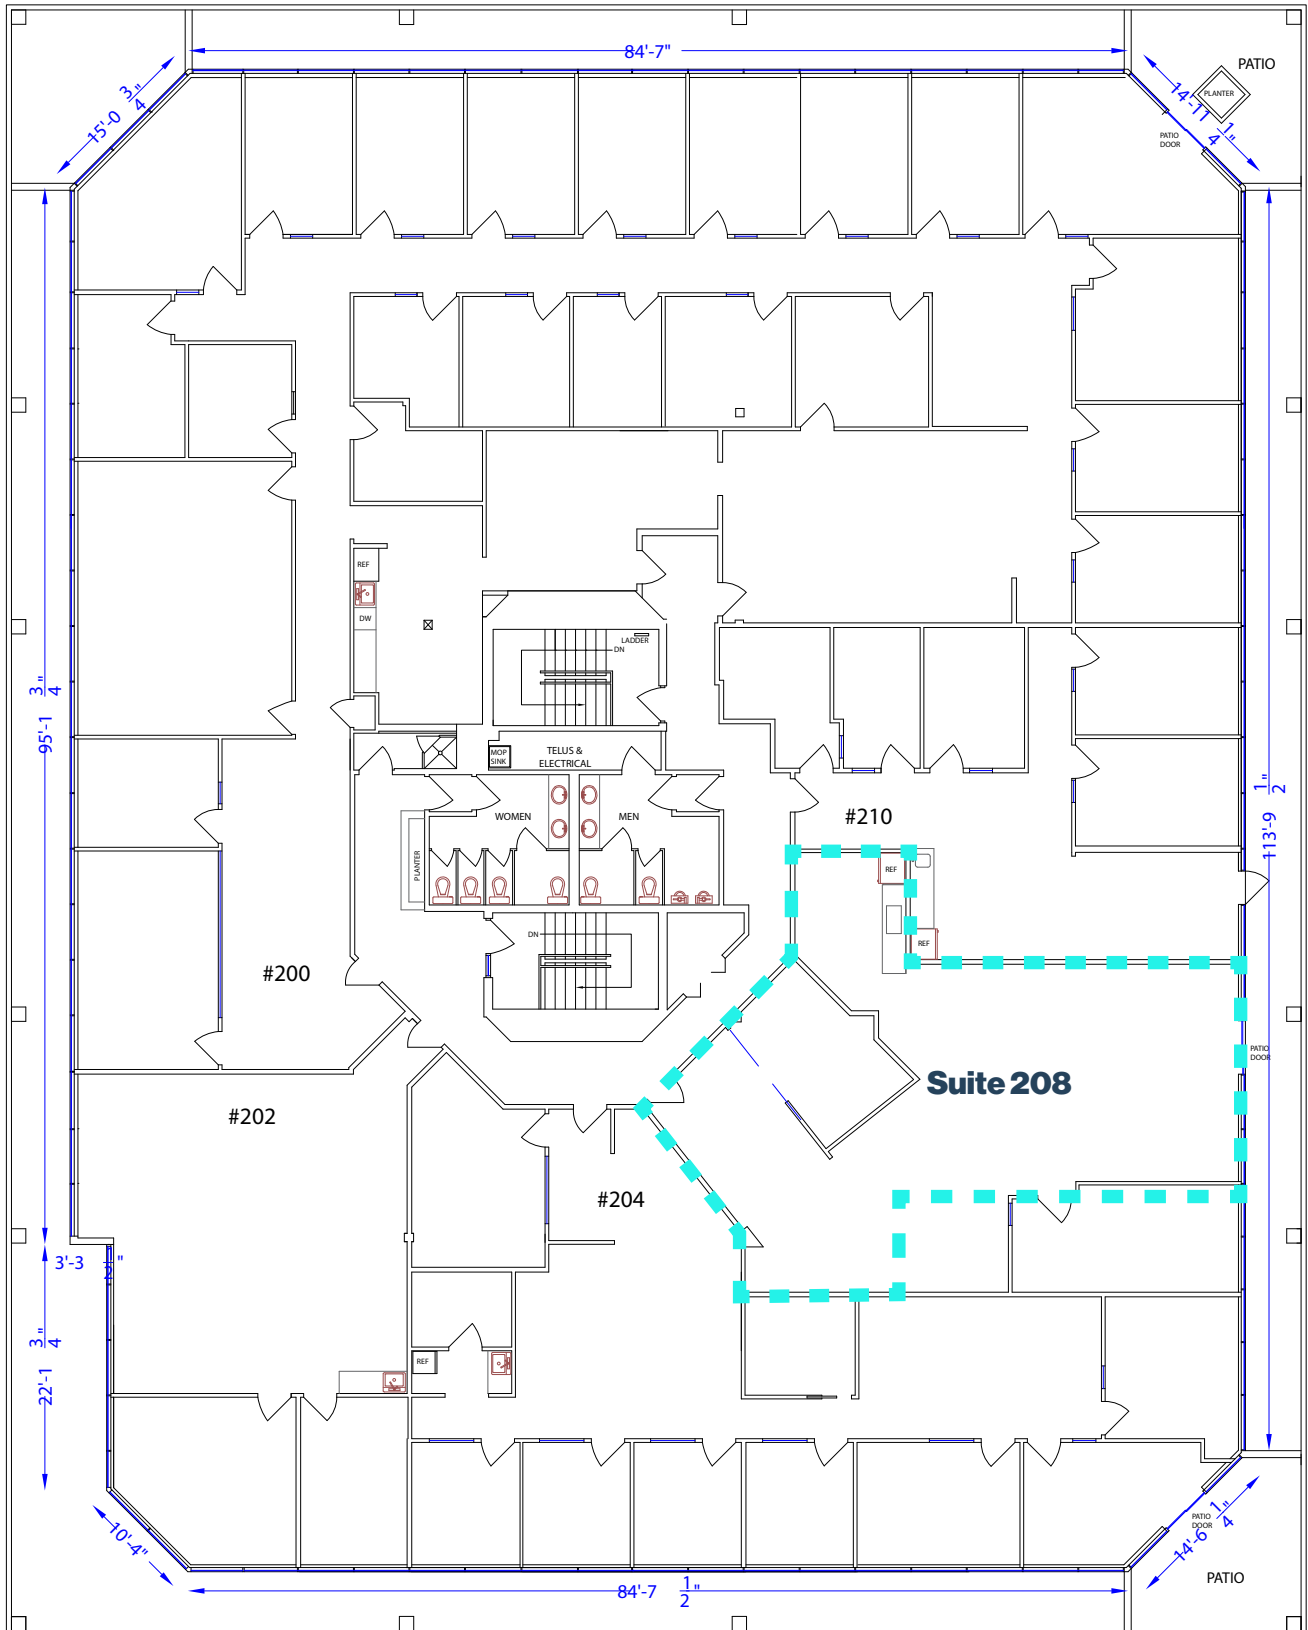 84'-7"
PATIO
PLANTER
14'-11 1/4"
15'-0 3/4"
PATIO
DOOR
REF
DW
LADDER
DN
95'-1 3/4"
MOP
SINK
TELUS &
ELECTRICAL
WOMEN
MEN
#210
113'-9 1/2"
PLANTER
REF
REF
DN
#200
PATIO
DOOR
Suite 208
#202
#204
3'-3 1/2"
22'-1 3/4"
REF
10'-4"
PATIO
DOOR
14'-6 1/4"
84'-7 1/2"
PATIO